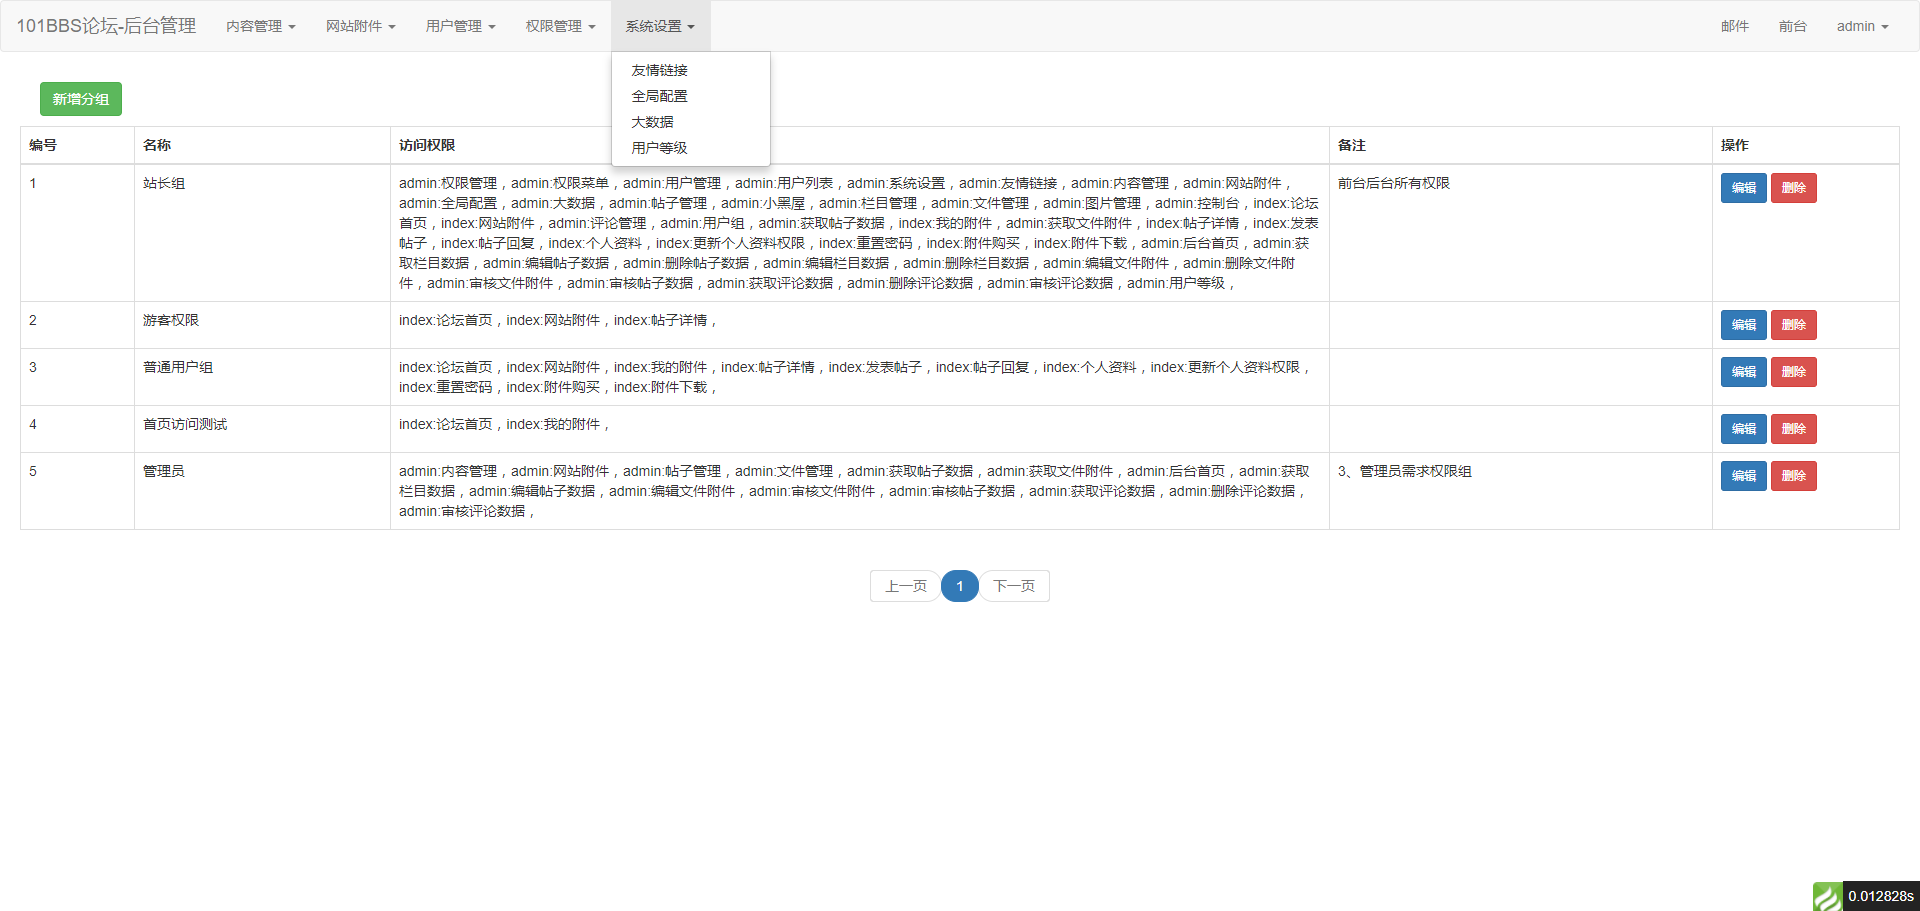 101BBS论坛-后台管理 内容管理 网站附件 用户管理 权限管理 系统设置 邮件 前台 admin
友情链接
全局配置
大数据
用户等级
新增分组
编号 名称 访问权限 备注 操作
1 站长组 admin:权限管理，admin:权限菜单，admin:用户管理，admin:用户列表，admin:系统设置，admin:友情链接，admin:内容管理，admin:网站附件， 前台后台所有权限 编辑 删除
admin:全局配置，admin:大数据，admin:帖子管理，admin:小黑屋，admin:栏目管理，admin:文件管理，admin:图片管理，admin:控制台，index:论坛
首页，index:网站附件，admin:评论管理，admin:用户组，admin:获取帖子数据，index:我的附件，admin:获取文件附件，index:帖子详情，index:发表
帖子，index:帖子回复，index:个人资料，index:更新个人资料权限，index:重置密码，index:附件购买，index:附件下载，admin:后台首页，admin:获
取栏目数据，admin:编辑帖子数据，admin:删除帖子数据，admin:编辑栏目数据，admin:删除栏目数据，admin:编辑文件附件，admin:删除文件附
件，admin:审核文件附件，admin:审核帖子数据，admin:获取评论数据，admin:删除评论数据，admin:审核评论数据，admin:用户等级，
2 游客权限 index:论坛首页，index:网站附件，index:帖子详情， 编辑 删除
3 普通用户组 index:论坛首页，index:网站附件，index:我的附件，index:帖子详情，index:发表帖子，index:帖子回复，index:个人资料，index:更新个人资料权限， 编辑 删除
index:重置密码，index:附件购买，index:附件下载，
4 首页访问测试 index:论坛首页，index:我的附件， 编辑 删除
5 管理员 admin:内容管理，admin:网站附件，admin:帖子管理，admin:文件管理，admin:获取帖子数据，admin:获取文件附件，admin:后台首页，admin:获取 3、管理员需求权限组 编辑 删除
栏目数据，admin:编辑帖子数据，admin:编辑文件附件，admin:审核文件附件，admin:审核帖子数据，admin:获取评论数据，admin:删除评论数据，
admin:审核评论数据，
上一页 1 下一页
0.012828s